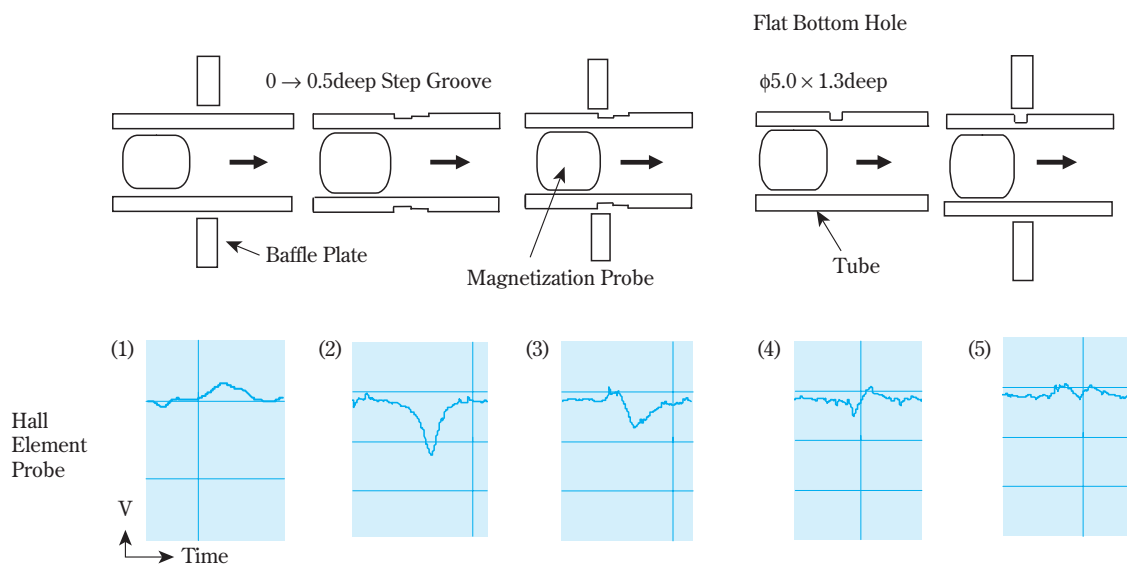 Flat Bottom Hole
0 → 0.5deep Step Groove
ϕ5.0 × 1.3deep
Baffle Plate
Magnetization Probe
Tube
(1)
(2)
(3)
(4)
(5)
Hall
Element
Probe
V
Time